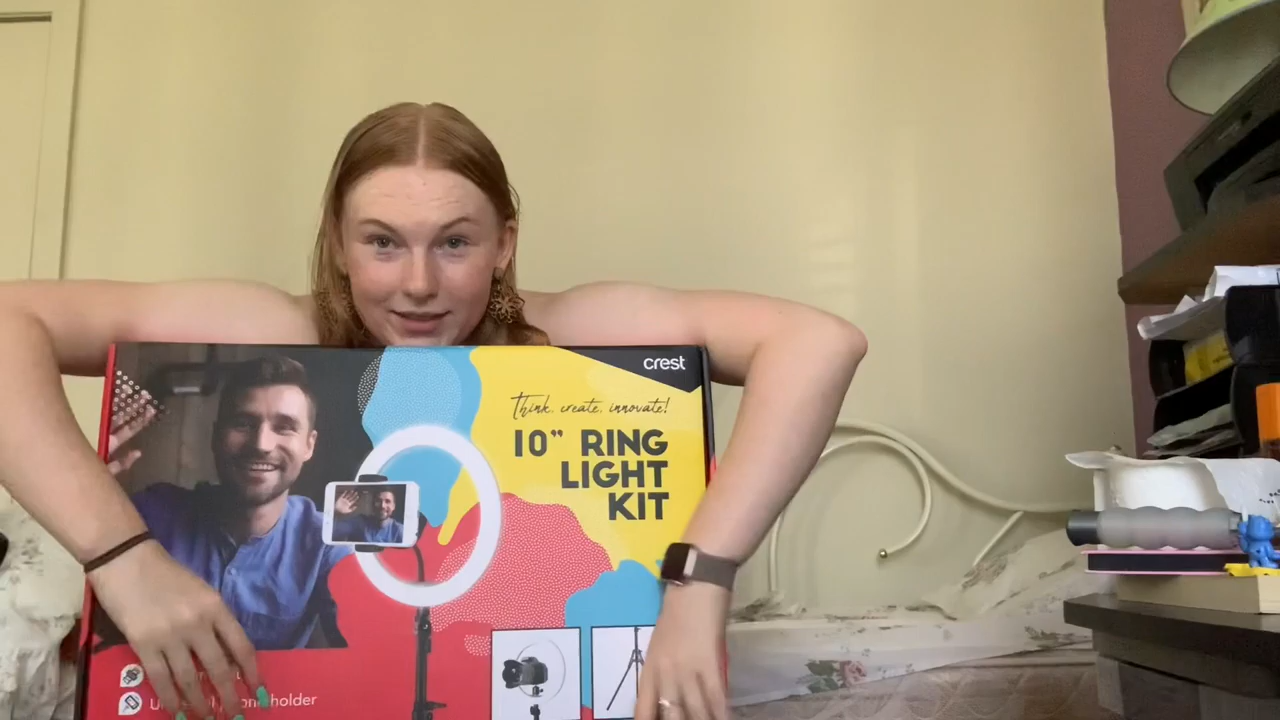 crest
Think, create, innovate!
10” RING
LIGHT
KIT
holder